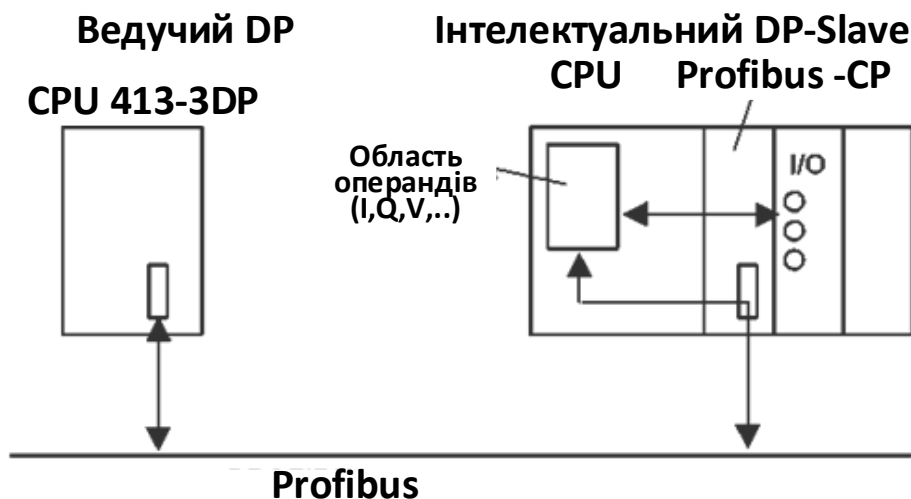 Ведучий DP
Інтелектуальний DP-Slave
CPU 413-3DP
CPU
Profibus -CP
Область
операндів
(I,Q,V,..)
I/O
Profibus